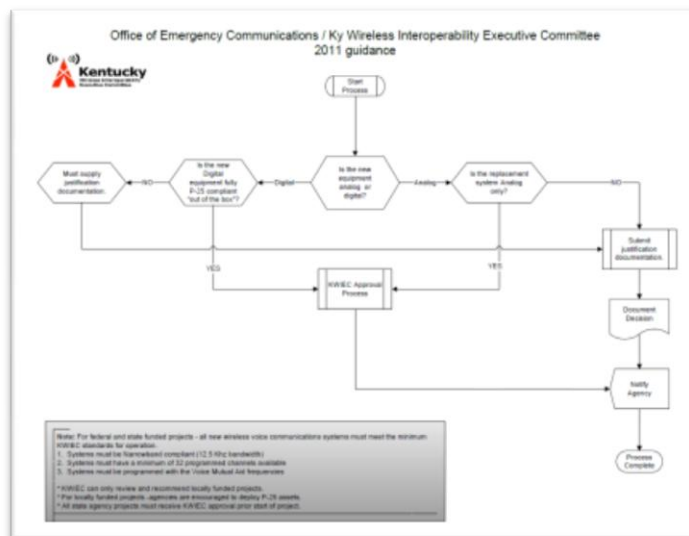 Office of Emergency Communications / Ky Wireless Interoperability Executive Committee
2011 guidance
Kentucky
Wireless Interoperability
Executive Committee
Start
Process
Must supply
justification
documentation.
NO
Is the new
Digital
equipment fully
P-25 compliant
"out of the box"?
Digital
Is the new
equipment
analog or
digital?
Analog
Is the replacement
system Analog
only?
NO
Submit
justification
documentation.
YES
YES
KWIEC Approval
Process
Document
Decision
Notify
Agency
Process
Complete
Note: For federal and state funded projects - all new wireless voice communications systems must meet the minimum
KWIEC standards for operation.
1. Systems must be Narrowband compliant (12.5 Khz bandwidth)
2. Systems must have a minimum of 32 programmed channels available
3. Systems must be programmed with the Voice Mutual Aid frequencies
* KWIEC can only review and recommend locally funded projects.
* For locally funded projects -agencies are encouraged to deploy P-25 assets.
* All state agency projects must receive KWIEC approval prior start of project.